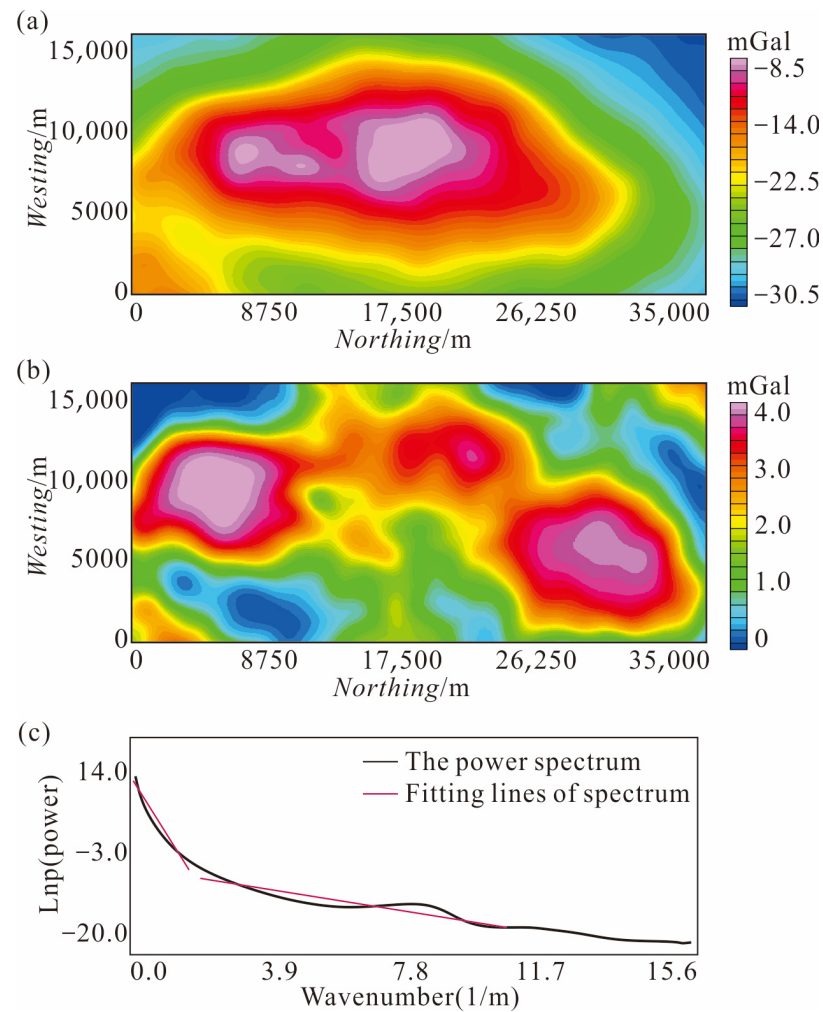 (a)
mGal
15,000
10,000
5000
0
Westing/m
0 8750 17,500 26,250 35,000
Northing/m
−8.5
−14.0
−22.5
−27.0
−30.5
(b)
mGal
15,000
10,000
5000
0
Westing/m
0 8750 17,500 26,250 35,000
Northing/m
4.0
3.0
2.0
1.0
0
(c)
The power spectrum
Fitting lines of spectrum
14.0
−3.0
−20.0
Lnp(power)
0.0 3.9 7.8 11.7 15.6
Wavenumber(1/m)